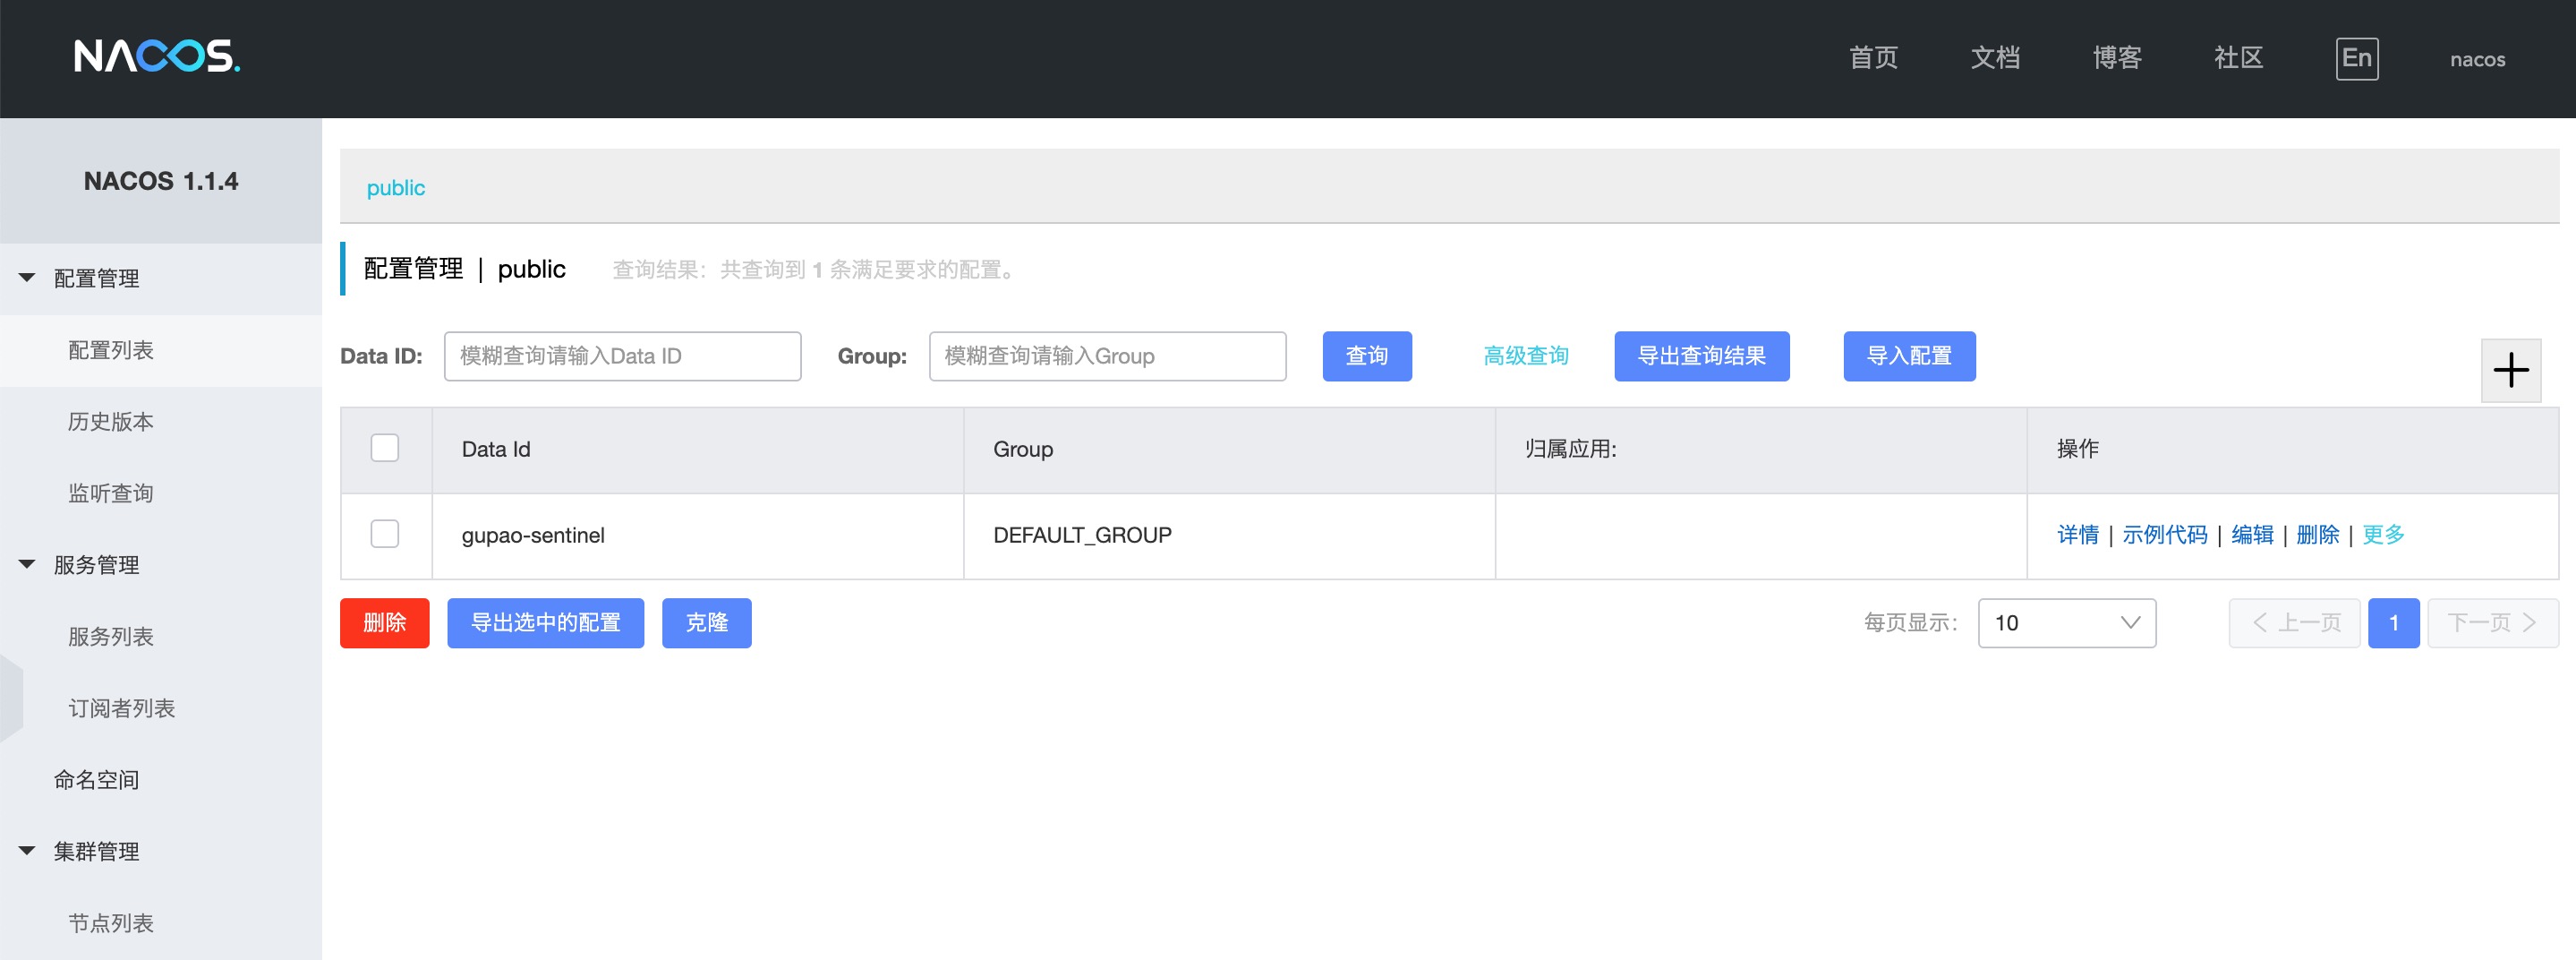 NACOS.
首页 文档 博客 社区 En nacos
NACOS 1.1.4
配置管理
配置列表
历史版本
监听查询
服务管理
服务列表
订阅者列表
命名空间
集群管理
节点列表
public
配置管理 | public 查询结果：共查询到 1 条满足要求的配置。
Data ID: 模糊查询请输入Data ID Group: 模糊查询请输入Group 查询 高级查询 导出查询结果 导入配置
Data Id Group 归属应用: 操作
gupao-sentinel DEFAULT_GROUP 详情 | 示例代码 | 编辑 | 删除 | 更多
删除 导出选中的配置 克隆 每页显示: 10 上一页 1 下一页